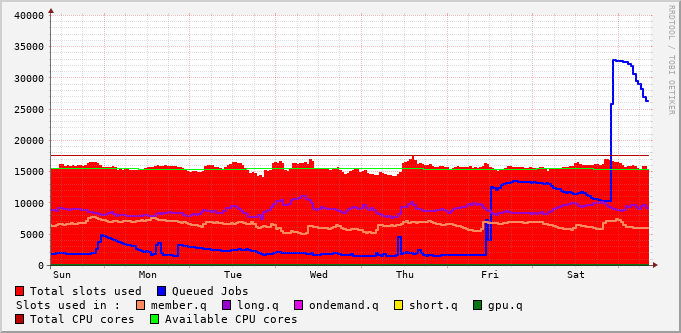 RRDTOOL / TOBI OETIKER
40000
35000
30000
25000
20000
15000
10000
5000
0
Sun Mon Tue Wed Thu Fri Sat
Total slots used Queued Jobs
Slots used in : member.q long.q ondemand.q short.q gpu.q
Total CPU cores Available CPU cores